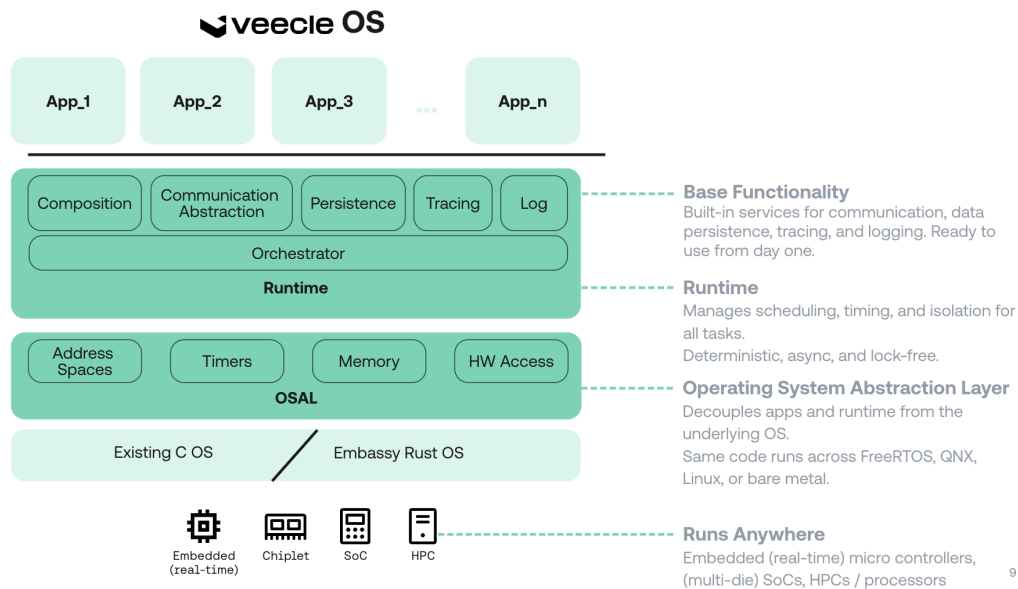 veecle OS
App_1
App_2
App_3
...
App_n
Composition
Communication
Abstraction
Persistence
Tracing
Log
Orchestrator
Runtime
Address
Spaces
Timers
Memory
HW Access
OSAL
Existing C OS
Embassy Rust OS
Embedded
(real-time)
Chiplet
SoC
HPC
Base Functionality
Built-in services for communication, data
persistence, tracing, and logging. Ready to
use from day one.
Runtime
Manages scheduling, timing, and isolation for
all tasks.
Deterministic, async, and lock-free.
Operating System Abstraction Layer
Decouples apps and runtime from the
underlying OS.
Same code runs across FreeRTOS, QNX,
Linux, or bare metal.
Runs Anywhere
Embedded (real-time) micro controllers,
(multi-die) SoCs, HPCs / processors
9